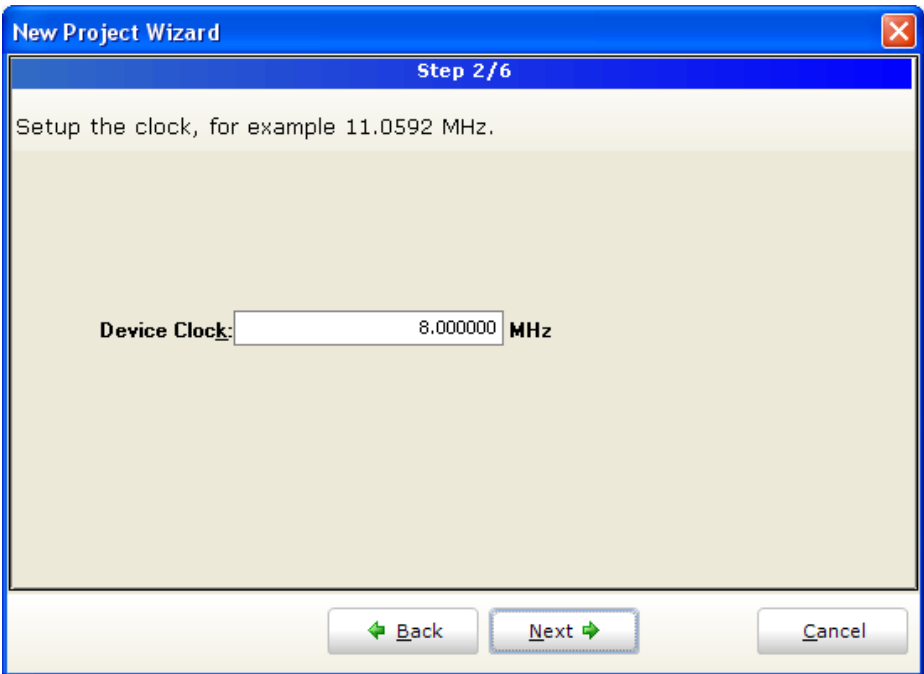 New Project Wizard
Step 2/6
Setup the clock, for example 11.0592 MHz.
Device Clock: 8.000000 MHz
Back Next Cancel